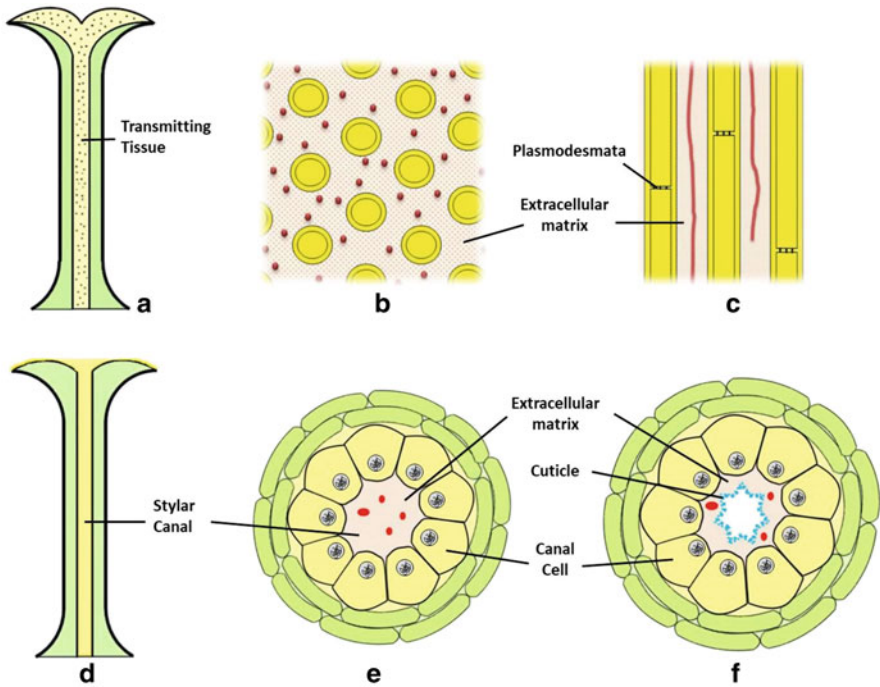 Transmitting
Tissue
a
b
Plasmodesmata
Extracellular
matrix
c
Stylar
Canal
d
Extracellular
matrix
Cuticle
Canal
Cell
e
f